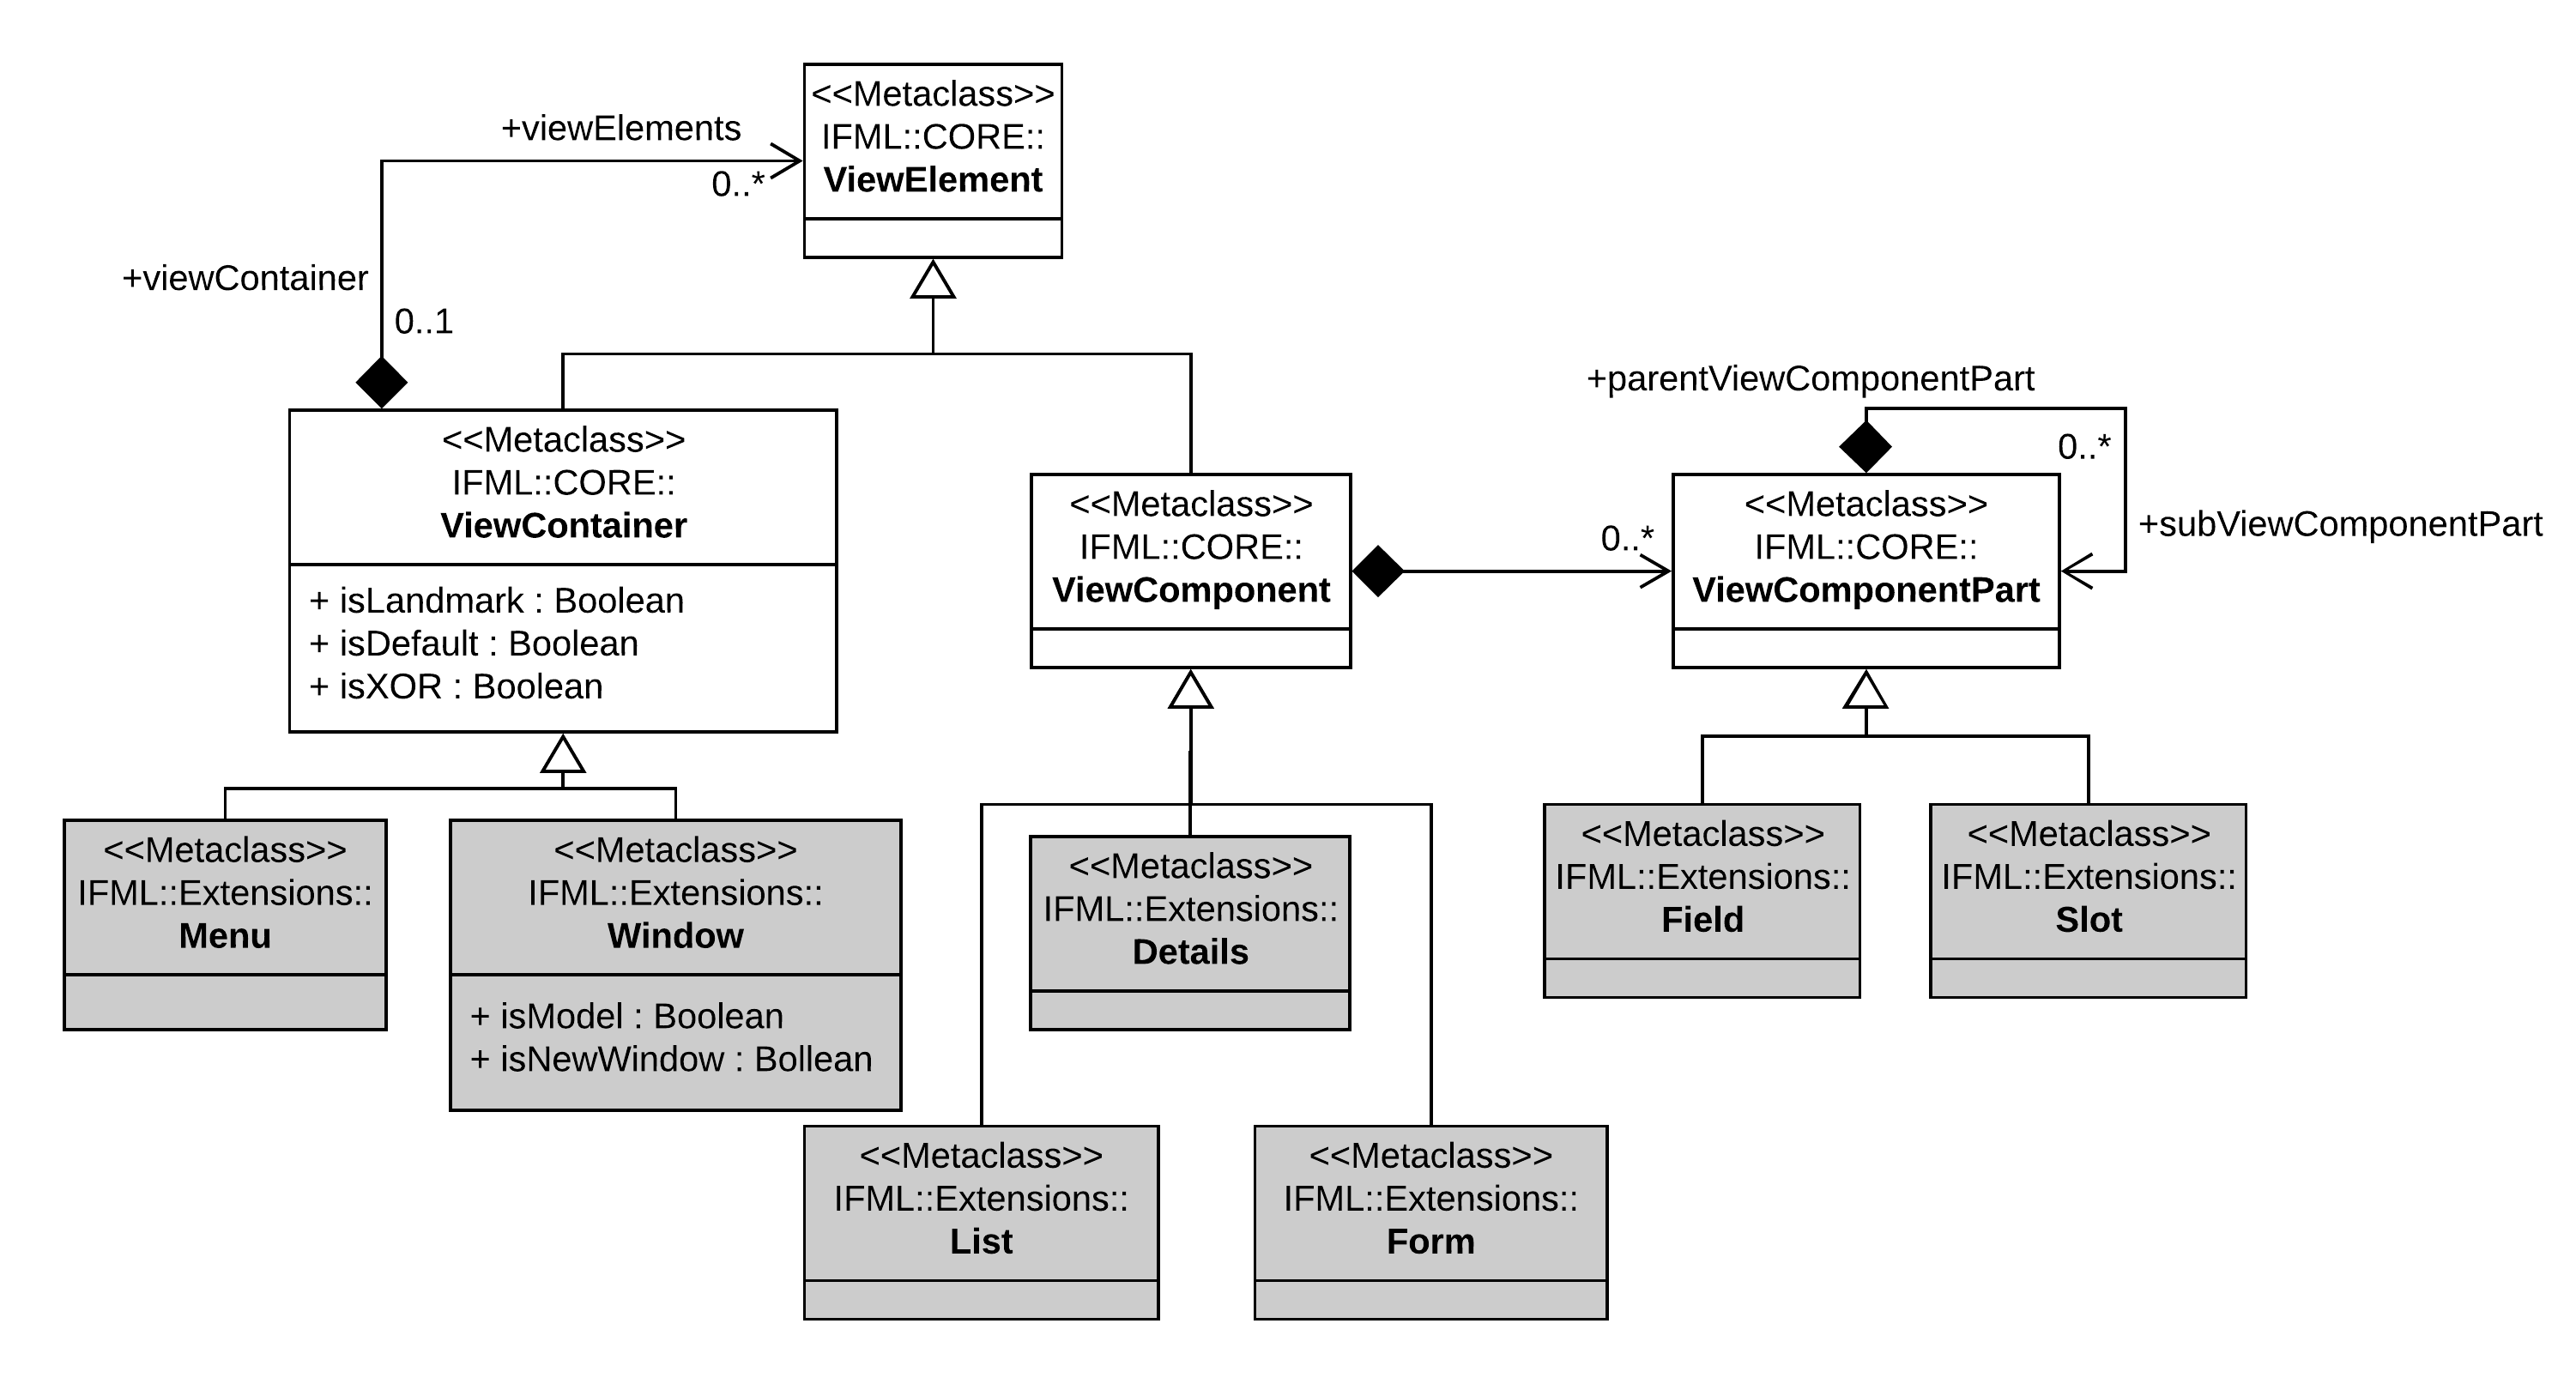 <<Metaclass>>
IFML::CORE::
ViewElement
+viewElements
0..*
+viewContainer
0..1
<<Metaclass>>
IFML::CORE::
ViewContainer
+ isLandmark : Boolean
+ isDefault : Boolean
+ isXOR : Boolean
<<Metaclass>>
IFML::CORE::
ViewComponent
0..*
+parentViewComponentPart
0..*
+subViewComponentPart
<<Metaclass>>
IFML::CORE::
ViewComponentPart
<<Metaclass>>
IFML::Extensions::
Menu
<<Metaclass>>
IFML::Extensions::
Window
+ isModel : Boolean
+ isNewWindow : Bollean
<<Metaclass>>
IFML::Extensions::
Details
<<Metaclass>>
IFML::Extensions::
Field
<<Metaclass>>
IFML::Extensions::
Slot
<<Metaclass>>
IFML::Extensions::
List
<<Metaclass>>
IFML::Extensions::
Form